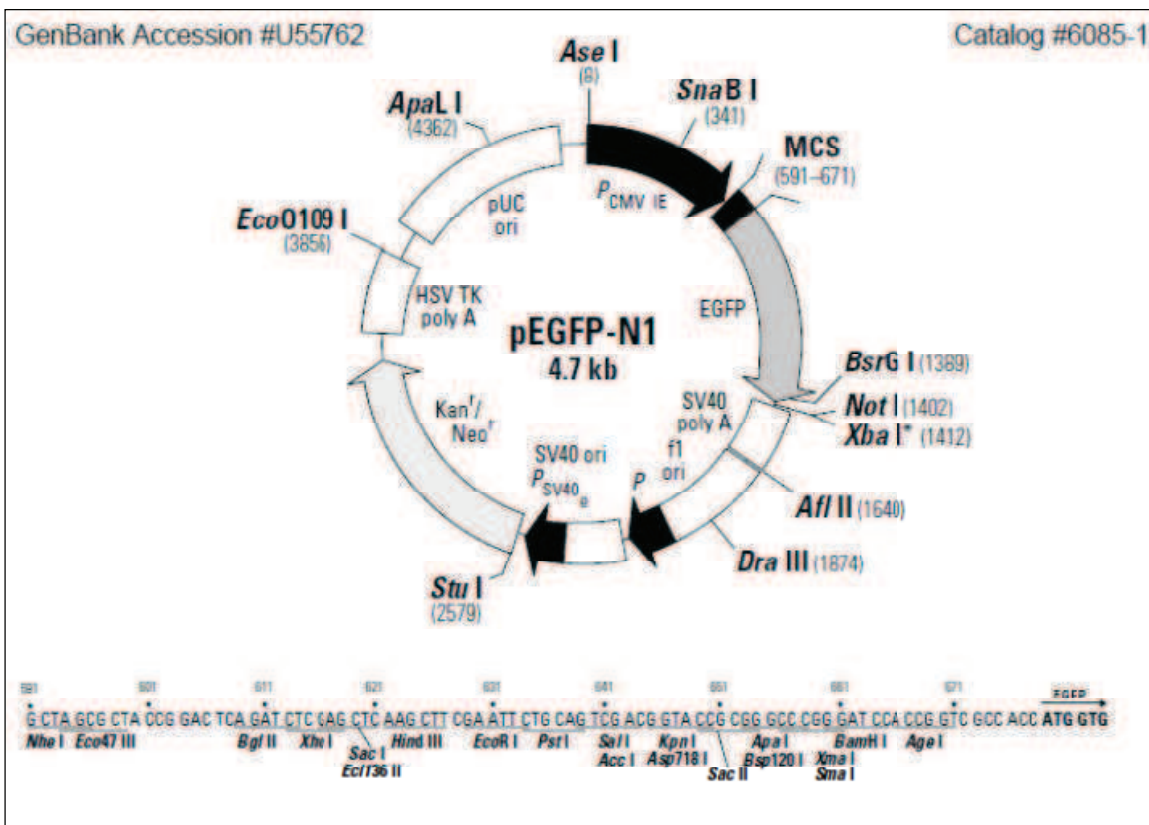 GenBank Accession #U55762
Catalog #6085-1
Ase I
(8)
SnaB I
(341)
ApaL I
(4362)
MCS
(591–671)
EcoO109 I
(3856)
PCMV IE
pUC
ori
HSV TK
poly A
EGFP
pEGFP-N1
4.7 kb
BsrG I (1389)
Not I (1402)
Xba I* (1412)
SV40
poly A
Kanr/
Neor
f1
ori
SV40 ori
PSV40e
P
Afl II (1640)
Dra III (1874)
Stu I
(2579)
591 601 611 621 631 641 651 661 671 EGFP
G CTA GCG CTA CCG GAC TCA GAT CTC GAG CTC AAG CTT CGA ATT CTG CAG TCG ACG GTA CCG CGG GCC CGG GAT CCA CCG GTC GCC ACC ATG GTG
Nhe I Eco47 III Bgl II Xho I Hind III EcoR I Pst I Sal I Kpn I Apa I BamH I Age I
Sac I Acc I Asp718 I Bsp120 I Xma I
Ecl136 II Sac II Sma I